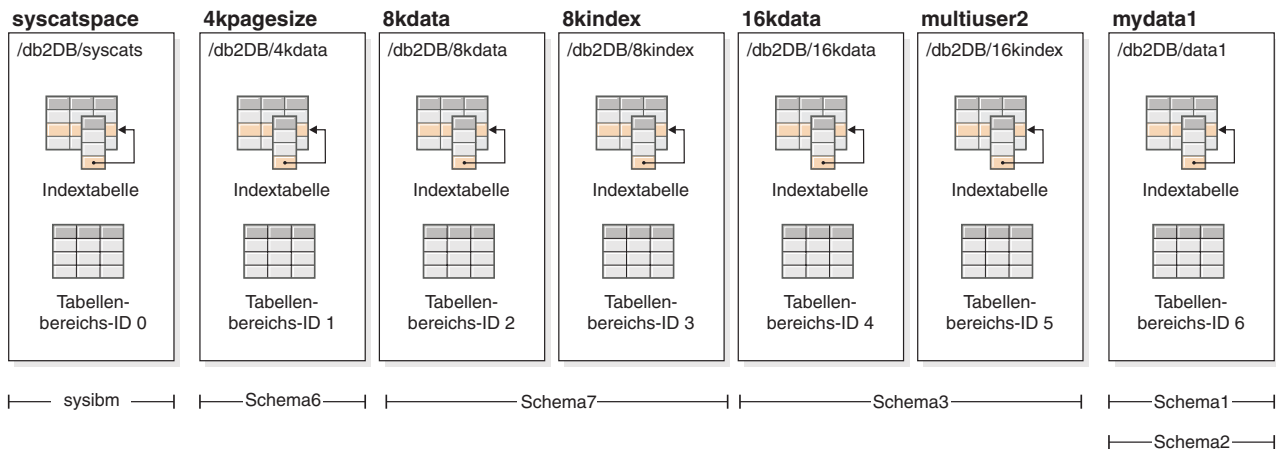 syscatspace
/db2DB/syscats
Indextabelle
Tabellen-
bereichs-ID 0
4kpagesize
/db2DB/4kdata
Indextabelle
Tabellen-
bereichs-ID 1
8kdata
/db2DB/8kdata
Indextabelle
Tabellen-
bereichs-ID 2
8kindex
/db2DB/8kindex
Indextabelle
Tabellen-
bereichs-ID 3
16kdata
/db2DB/16kdata
Indextabelle
Tabellen-
bereichs-ID 4
multiuser2
/db2DB/16kindex
Indextabelle
Tabellen-
bereichs-ID 5
mydata1
/db2DB/data1
Indextabelle
Tabellen-
bereichs-ID 6
sysibm
Schema6
Schema7
Schema3
Schema1
Schema2